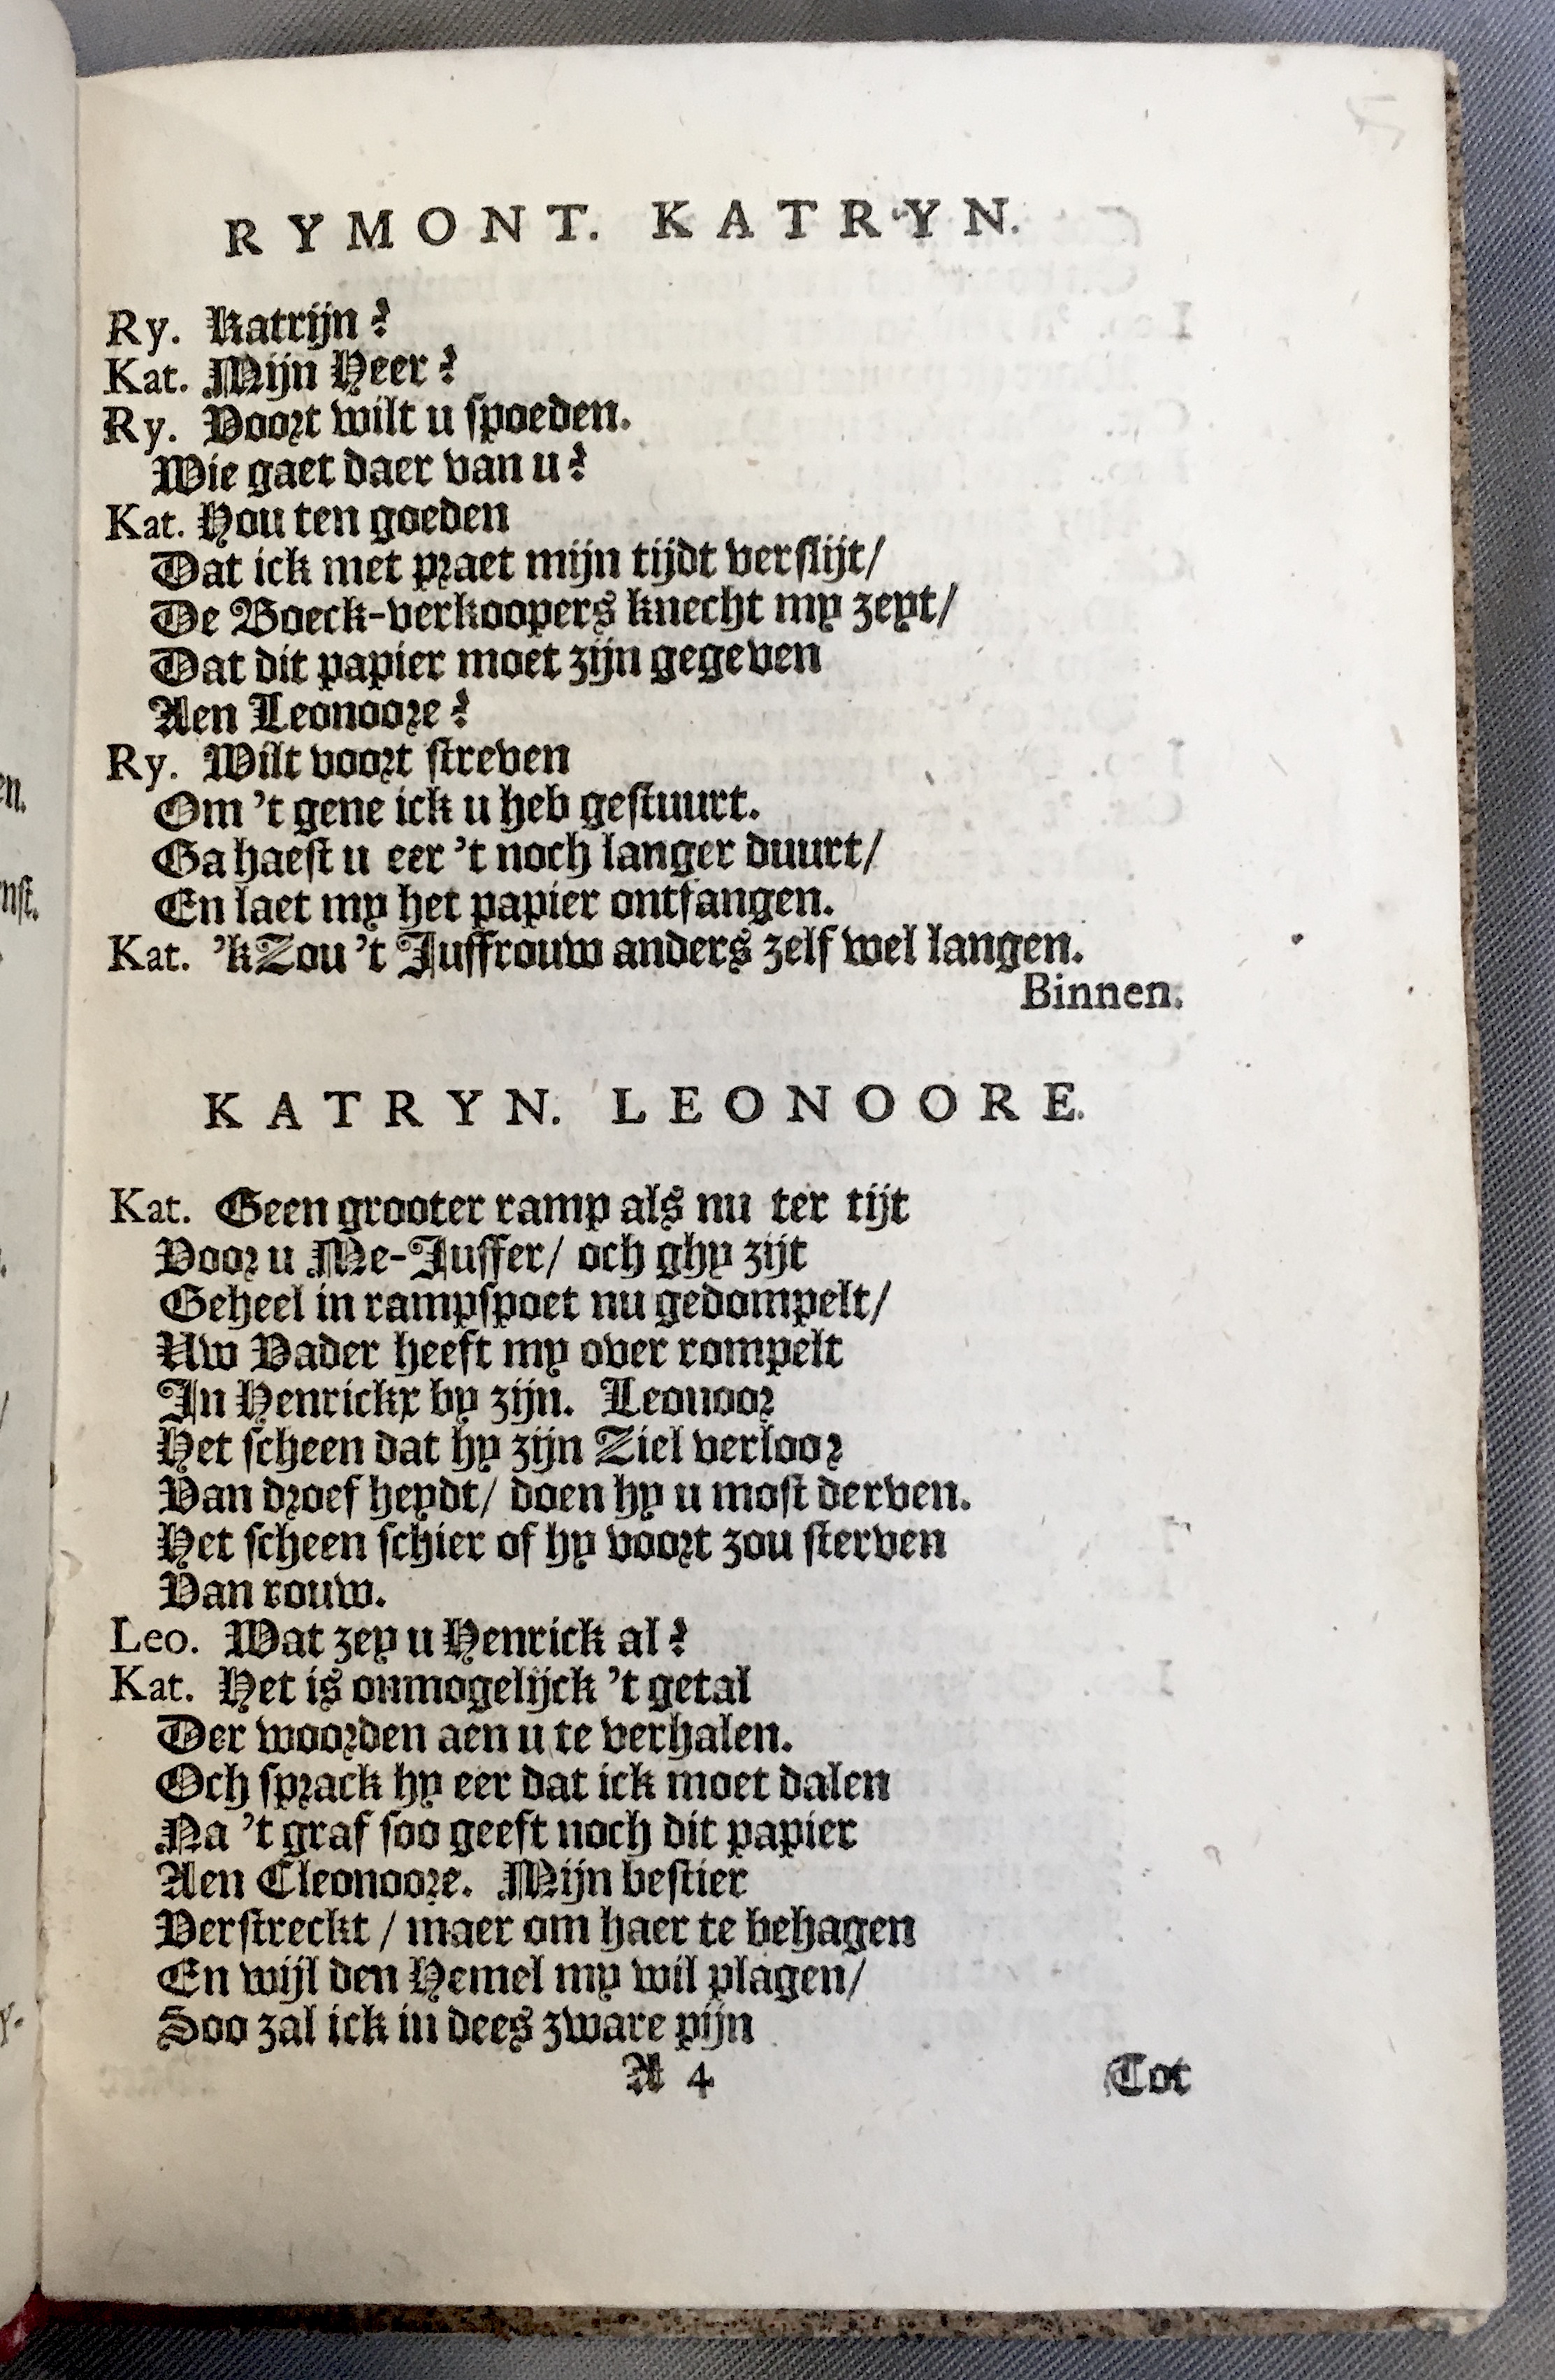 RYMONT. KATRYN.
Ry. Katrijn?
Kat. Mijn Heer?
Ry. Voort wilt u spoeden.
Wie gaet daer van u?
Kat. Hou ten goeden
Dat ick met praet mijn tijdt verslijt/
De Boeck-verkoopers knecht my zeyt/
Dat dit papier moet zijn gegeven
Aen Leonoore?
Ry. Wilt voort streven
Om 't gene ick u heb gestuurt.
Ga haest u eer 't noch langer duurt/
En laet my het papier ontfangen.
Kat. 'k Zou 't Juffrouw anders zelf wel langen.
Binnen.
KATRYN. LEONOORE.
Kat. Geen grooter ramp als nu ter tijt
Voor u Me-Juffer/ och ghy zijt
Geheel in rampspoet nu gedompelt/
Uw Vader heeft my over rompelt
In Henrickx by zijn. Leonoor
Het scheen dat hy zijn Ziel verloor
Van droef heydt/ doen hy u most derven.
Het scheen schier of hy voort zou sterven
Van rouw.
Leo. Wat zey u Henrick al?
Kat. Het is onmogelijck 't getal
Der woorden aen u te verhalen.
Och sprack hy eer dat ick moet dalen
Na 't graf soo geeft noch dit papier
Aen Cleonoore. Mijn bestier
Verstreckt / maer om haer te behagen
En wijl den Hemel my wil plagen/
Soo zal ick in dees zware pijn
A 4 Tot
en.
nst.